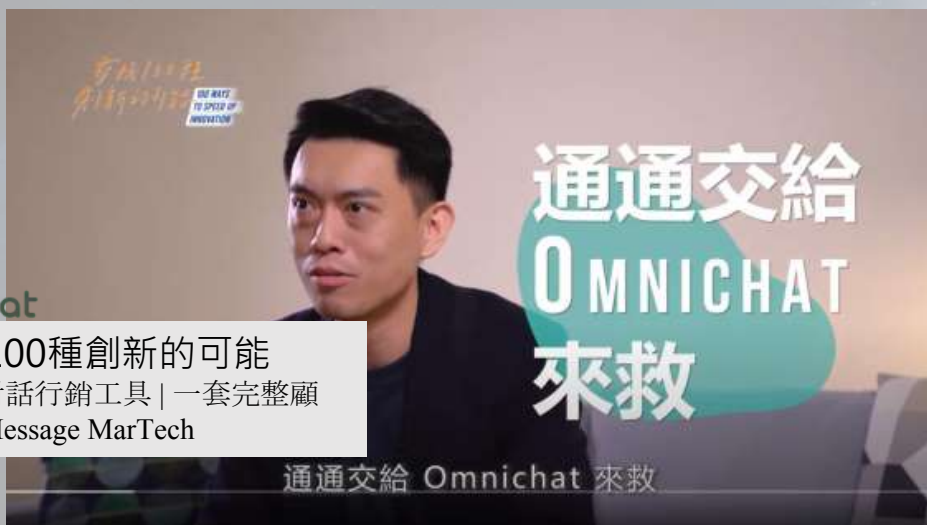 100 WAYS
TO SPEED UP
INNOVATION
通通交給
OMNICHAT
來救
at
100種創新的可能
話行銷工具 | 一套完整顧
Message MarTech
通通交給 Omnichat 來救